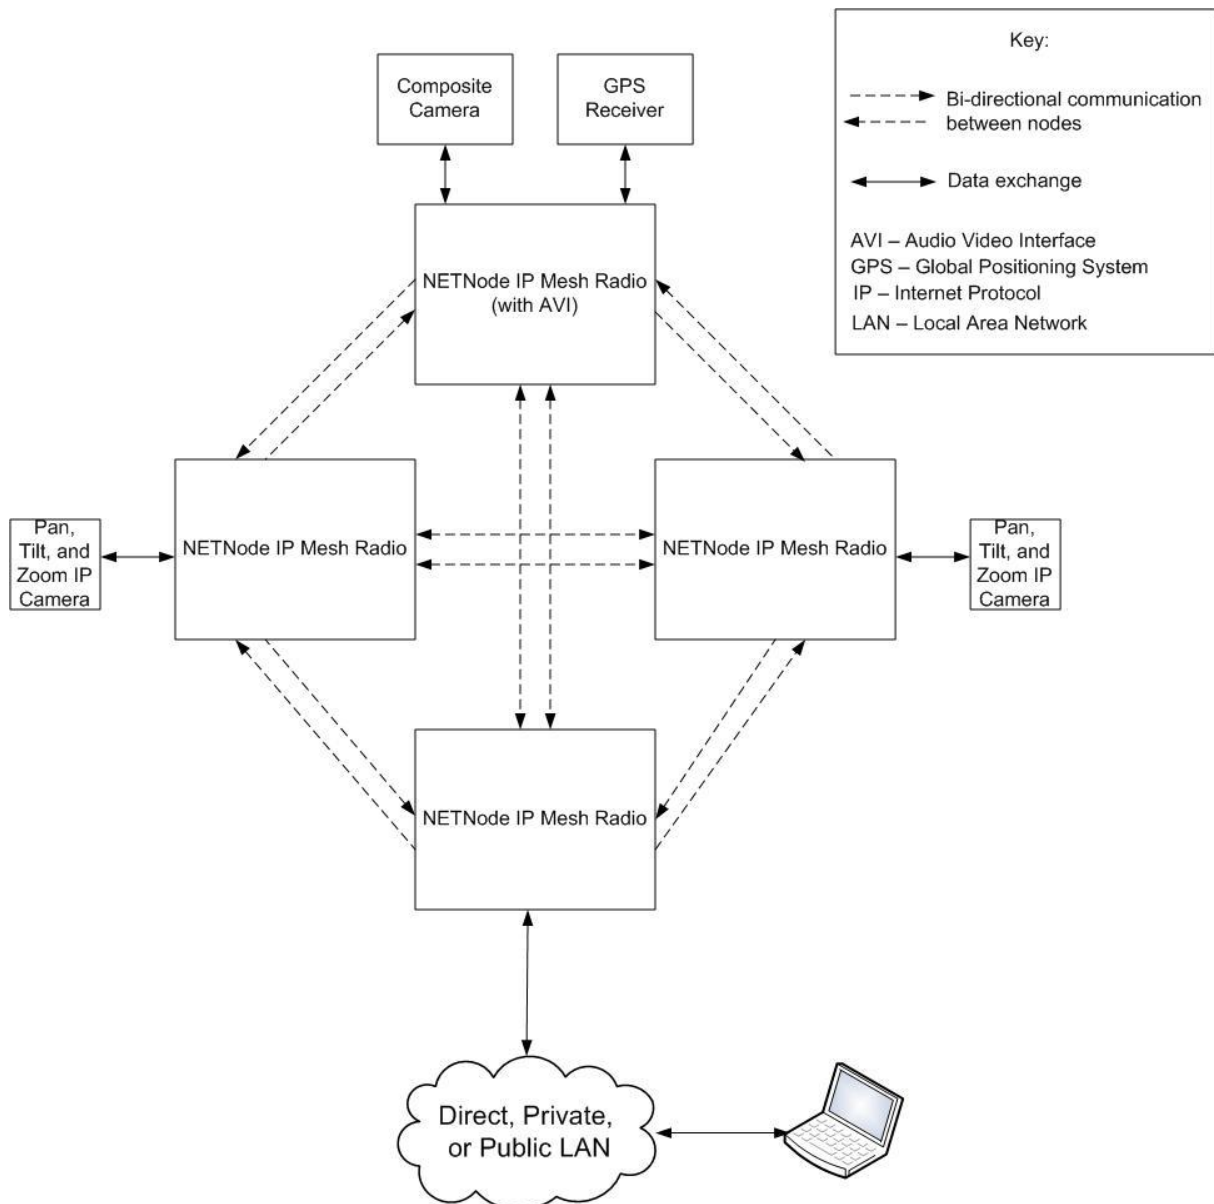 Key:
Bi-directional communication
between nodes
Data exchange
AVI – Audio Video Interface
GPS – Global Positioning System
IP – Internet Protocol
LAN – Local Area Network
Composite
Camera
GPS
Receiver
NETNode IP Mesh Radio
(with AVI)
Pan,
Tilt, and
Zoom IP
Camera
NETNode IP Mesh Radio
NETNode IP Mesh Radio
Pan,
Tilt, and
Zoom IP
Camera
NETNode IP Mesh Radio
Direct, Private,
or Public LAN